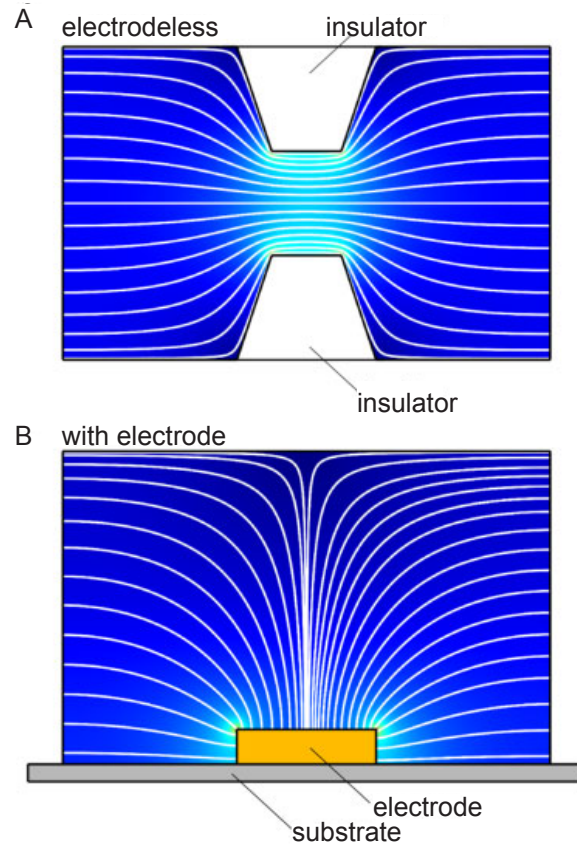 A electrodeless insulator
insulator
B with electrode
electrode
substrate